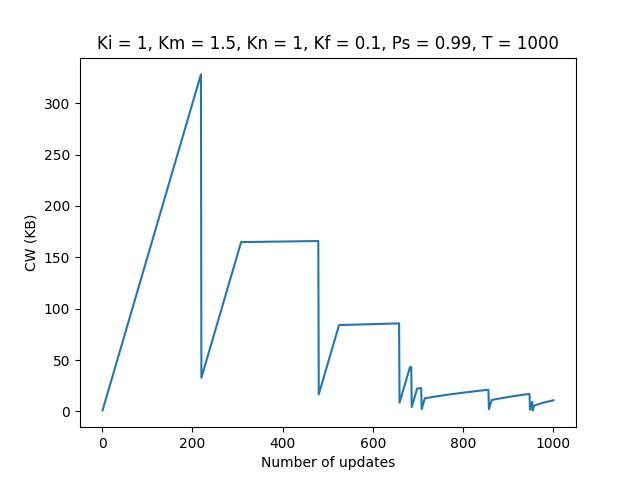 Ki = 1, Km = 1.5, Kn = 1, Kf = 0.1, Ps = 0.99, T = 1000
300
250
200
150
100
50
0
CW (KB)
0 200 400 600 800 1000
Number of updates